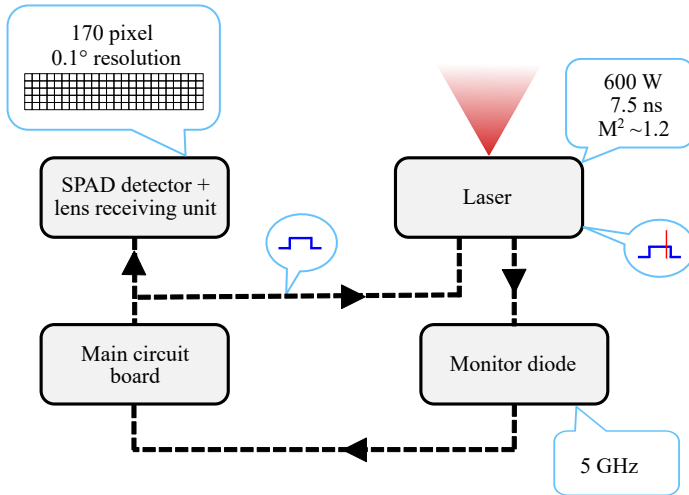 170 pixel
0.1° resolution
600 W
7.5 ns
M² ~1.2
SPAD detector +
lens receiving unit
Laser
Main circuit
board
Monitor diode
5 GHz